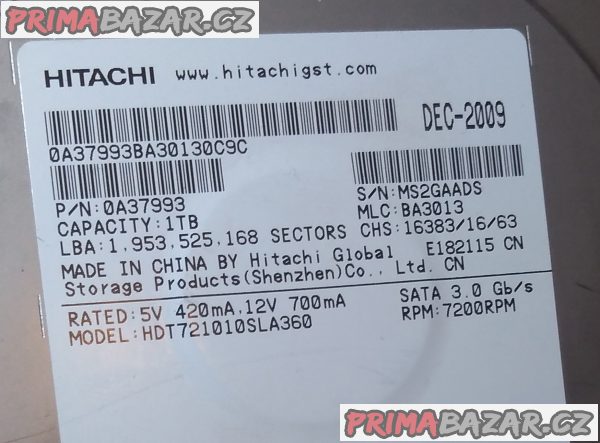 PRIMABAZAR.CZ
HITACHI www.hitachigst.com
DEC-2009
0A37993BA30130C9C
P/N:0A37993
S/N:MS2GAADS
CAPACITY:1TB
MLC:BA3013
LBA:1,953,525,168 SECTORS
CHS:16383/16/63
MADE IN CHINA BY Hitachi Global
E182115 CN
Storage Products(Shenzhen)Co., Ltd. CN
RATED:5V 420mA,12V 700mA
SATA 3.0 Gb/s
MODEL:HDT721010SLA360
RPM:7200RPM
PRIMABAZAR.CZ